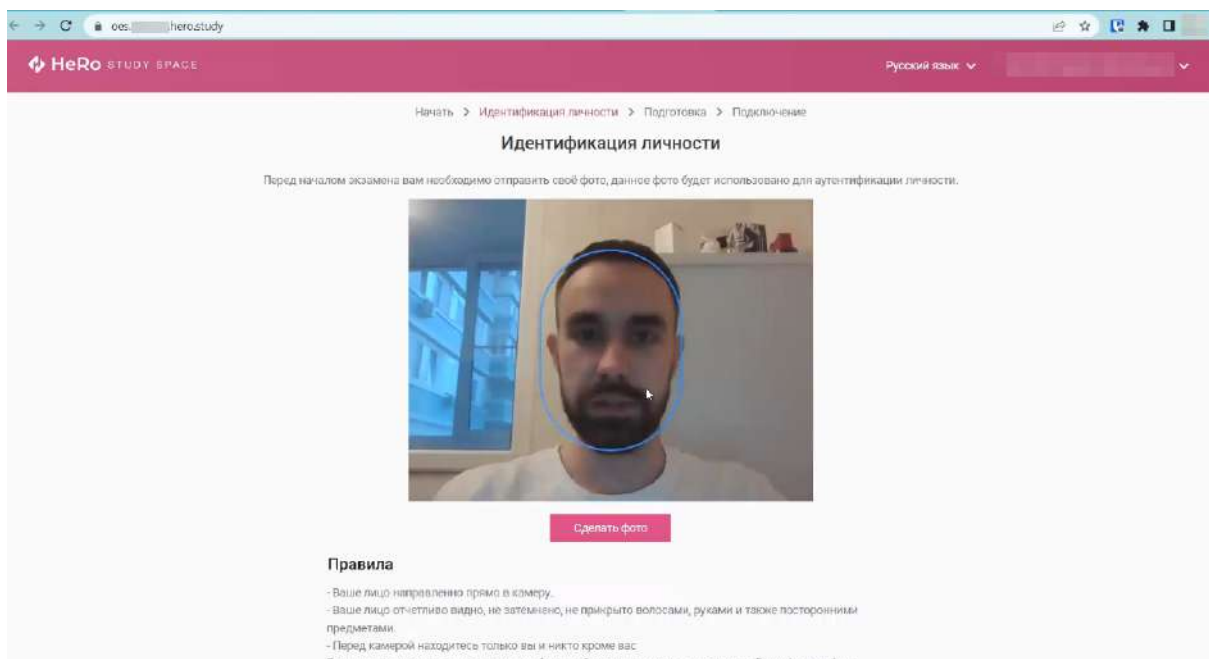 oes. hero.study
HeRo STUDY SPACE
Русский язык
Начать > Идентификация личности > Подготовка > Подключение
Идентификация личности
Перед началом экзамена вам необходимо отправить своё фото, данное фото будет использовано для аутентификации личности.
Сделать фото
Правила
- Ваше лицо направленно прямо в камеру.
- Ваше лицо отчетливо видно, не затемнено, не прикрыто волосами, руками и также посторонними
предметами.
- Перед камерой находитесь только вы и никто кроме вас